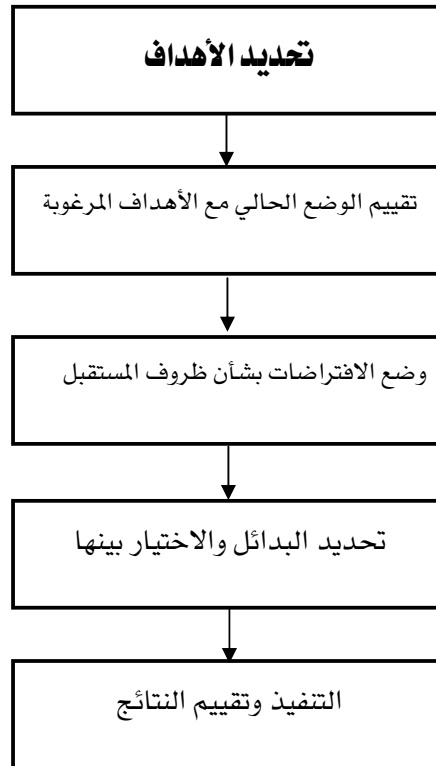 تحديد الأهداف
تقييم الوضع الحالي مع الأهداف المرغوبة
وضع الافتراضات بشأن ظروف المستقبل
تحديد البدائل والاختيار بينها
التنفيذ وتقييم النتائج